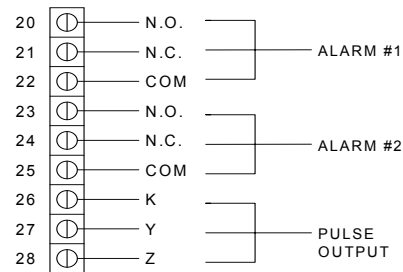 20 N.O.
21 N.C. ALARM #1
22 COM
23 N.O.
24 N.C. ALARM #2
25 COM
26 K
27 Y PULSE
28 Z OUTPUT